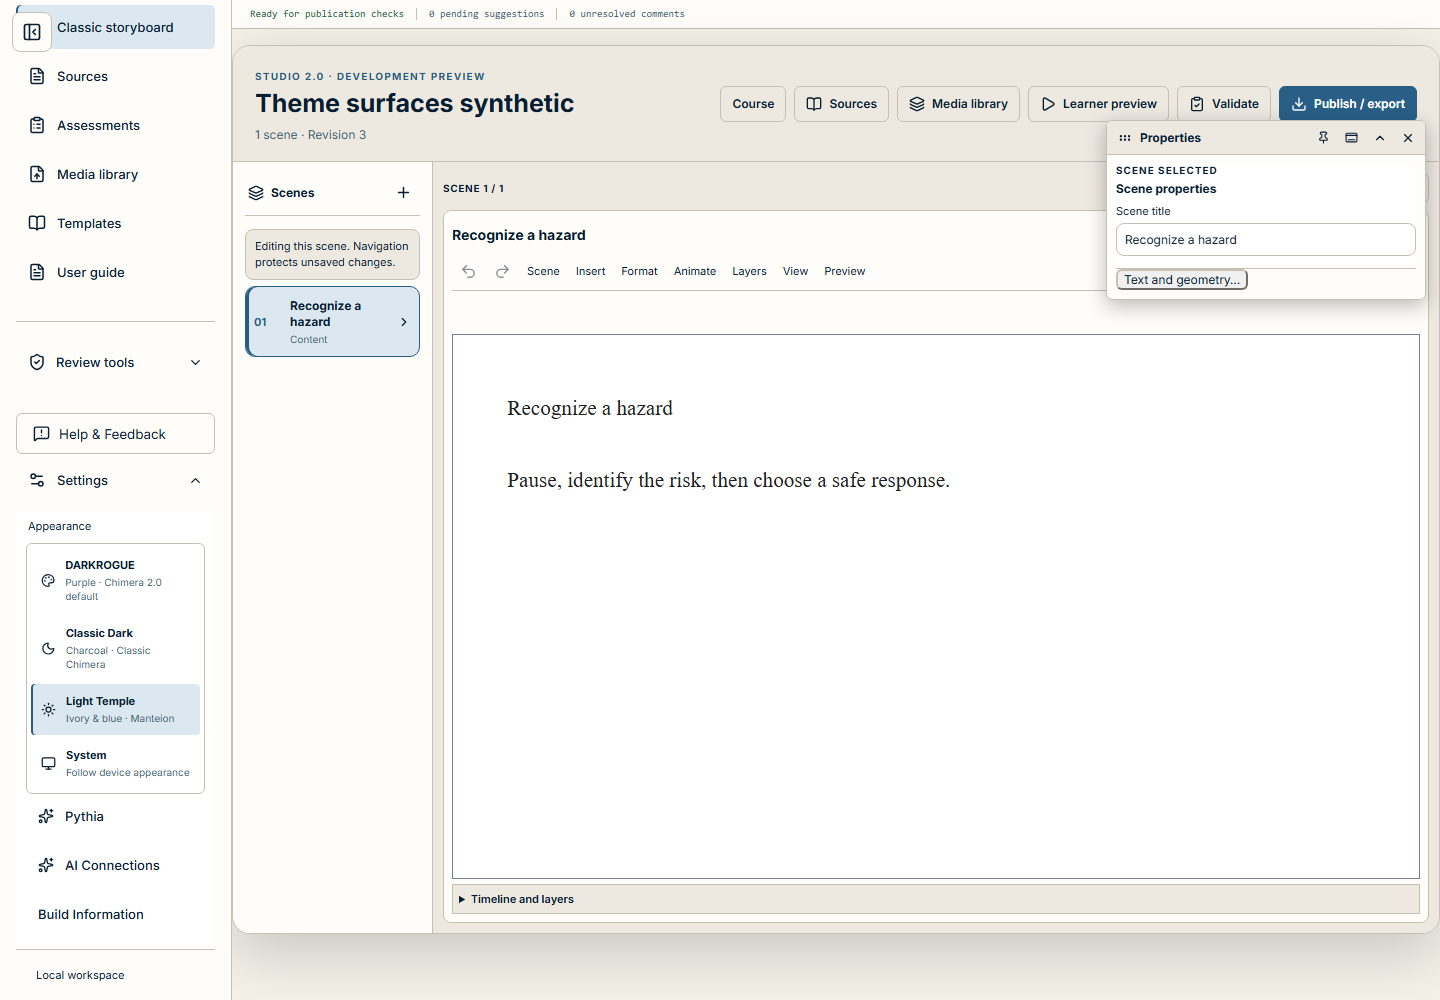 Classic storyboard
Sources
Assessments
Media library
Templates
User guide
Review tools
Help & Feedback
Settings
Appearance
DARKROGUE
Purple · Chimera 2.0
default
Classic Dark
Charcoal · Classic
Chimera
Light Temple
Ivory & blue · Manteion
System
Follow device appearance
Pythia
AI Connections
Build Information
Local workspace
Ready for publication checks
0 pending suggestions
0 unresolved comments
STUDIO 2.0 · DEVELOPMENT PREVIEW
Theme surfaces synthetic
1 scene · Revision 3
Course
Sources
Media library
Learner preview
Validate
Publish / export
Scenes
Editing this scene. Navigation
protects unsaved changes.
01
Recognize a
hazard
Content
SCENE 1 / 1
Recognize a hazard
Scene Insert Format Animate Layers View Preview
Recognize a hazard
Pause, identify the risk, then choose a safe response.
Timeline and layers
Properties
SCENE SELECTED
Scene properties
Scene title
Recognize a hazard
Text and geometry...